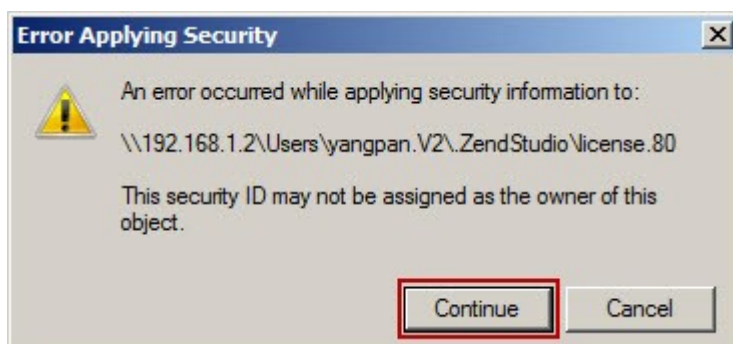 Error Applying Security
An error occurred while applying security information to:
\\192.168.1.2\Users\yangpan.V2\.ZendStudio\license.80
This security ID may not be assigned as the owner of this
object.
Continue
Cancel